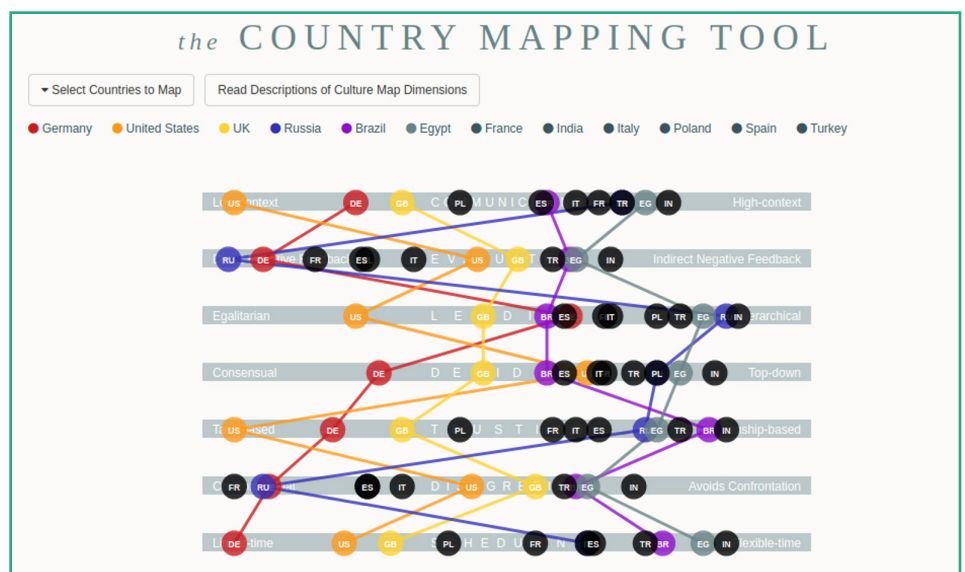 the COUNTRY MAPPING TOOL
Select Countries to Map Read Descriptions of Culture Map Dimensions
Germany United States UK Russia Brazil Egypt France India Italy Poland Spain Turkey
US DE GB PL ES IT FR TR EG IN High-context
RU DE FR ES IT US GB TR EG IN Indirect Negative Feedback
Egalitarian US GB BR ES IT PL TR EG IN
Consensual DE GB BR ES IT TR PL EG IN Top-down
US DE GB PL FR IT ES EG TR BR IN
FR RU ES IT US GB TR EG IN Avoids Confrontation
DE US GB PL FR ES TR BR EG IN